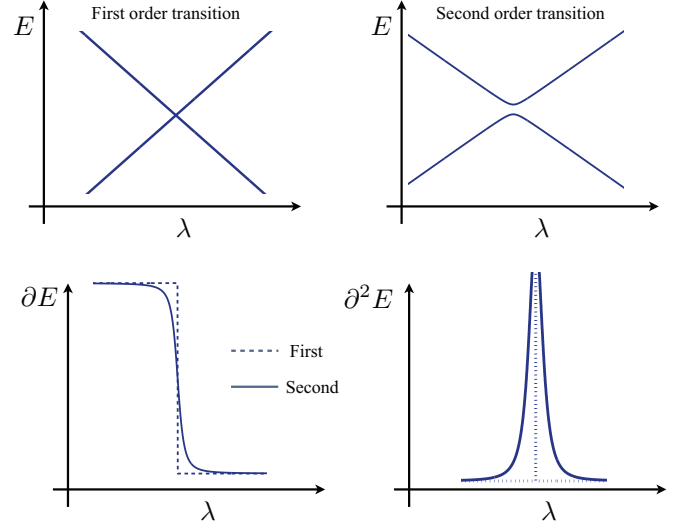 First order transition
E
λ
Second order transition
E
λ
∂E
First
Second
λ
∂²E
λ